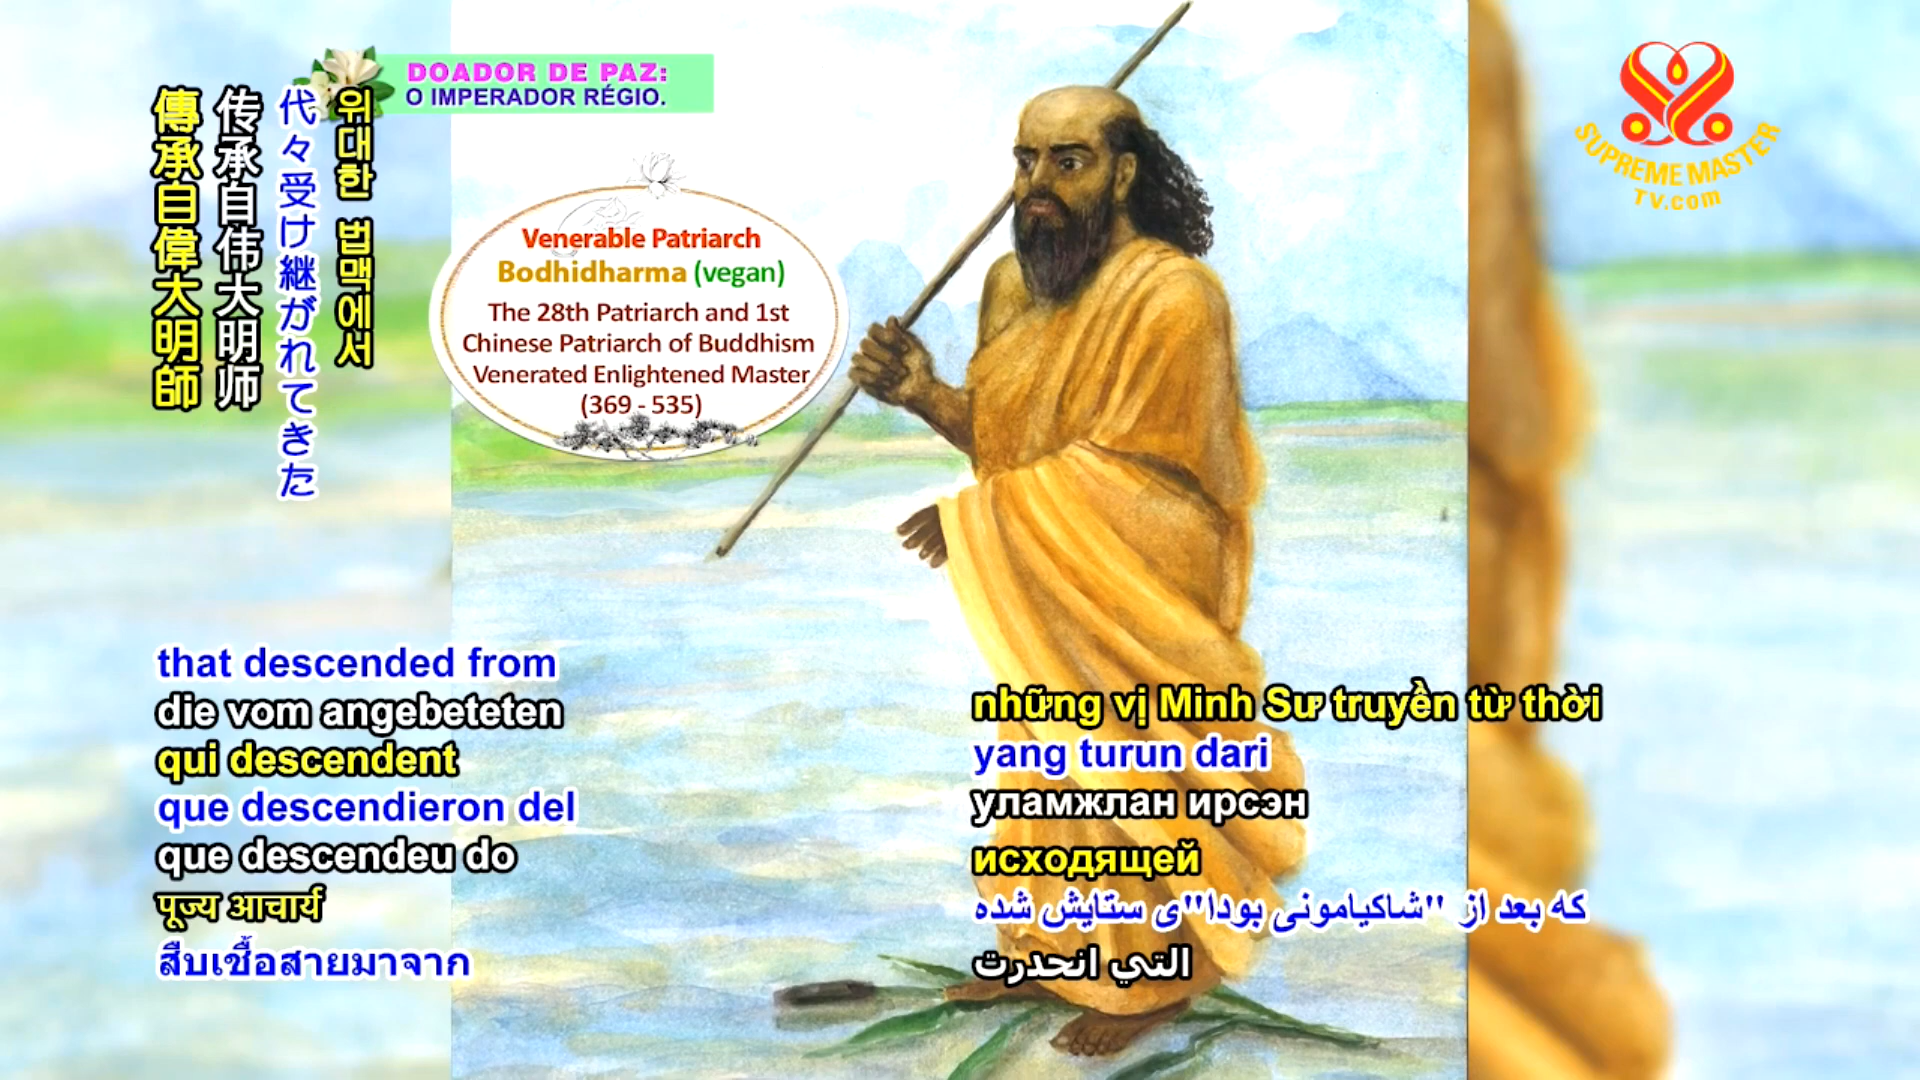 DOADOR DE PAZ:
O IMPERADOR RÉGIO.
SUPREME MASTER
TV.com
傳承自偉大明師
传承自伟大明师
代々受け継がれてきた
위대한 법맥에서
Venerable Patriarch
Bodhidharma (vegan)
The 28th Patriarch and 1st
Chinese Patriarch of Buddhism
Venerated Enlightened Master
(369 - 535)
that descended from
die vom angebeteten
qui descendent
que descendieron del
que descendeu do
पूज्य आचार्य
สืบเชื้อสายมาจาก
những vị Minh Sư truyền từ thời
yang turun dari
уламжлан ирсэн
исходящей
که بعد از "شاکیامونی بودا"ی ستایش شده
التي انحدرت